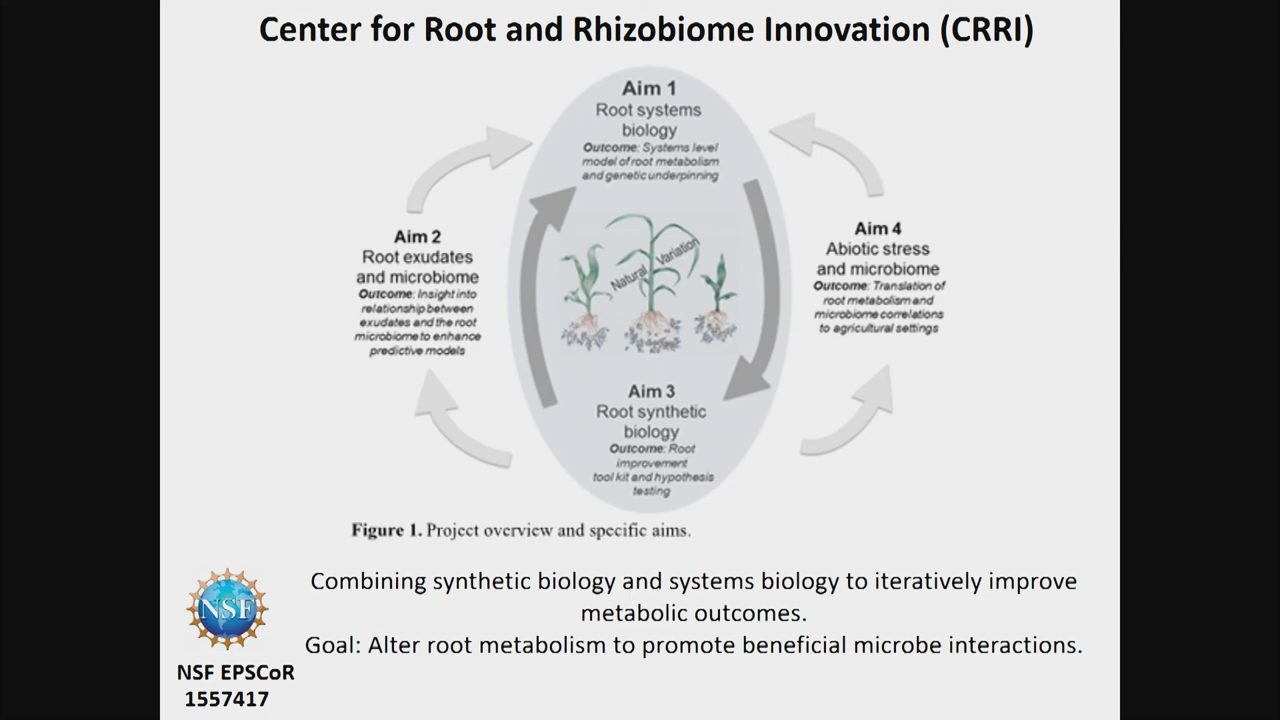 Center for Root and Rhizobiome Innovation (CRRI)
Aim 1
Root systems
biology
Outcome: Systems level
model of root metabolism
and genetic underpinning
Aim 2
Root exudates
and microbiome
Outcome: Insight into
relationship between
exudates and the root
microbiome to enhance
predictive models
Natural Variation
Aim 4
Abiotic stress
and microbiome
Outcome: Translation of
root metabolism and
microbiome correlations
to agricultural settings
Aim 3
Root synthetic
biology
Outcome: Root
improvement
tool kit and hypothesis
testing
Figure 1. Project overview and specific aims.
Combining synthetic biology and systems biology to iteratively improve
metabolic outcomes.
Goal: Alter root metabolism to promote beneficial microbe interactions.
NSF
NSF EPSCoR
1557417